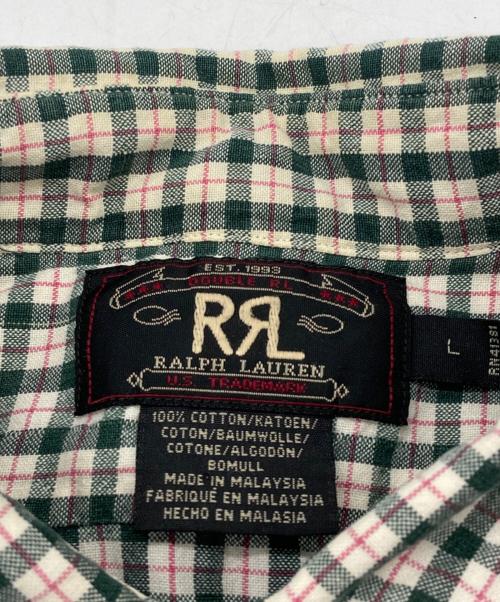 EST. 1993
DOUBLE RL
RRL
RALPH LAUREN
U.S. TRADEMARK
L
100% COTTON/KATOEN/
COTON/BAUMWOLLE/
COTONE/ALGODÓN/
BOMULL
MADE IN MALAYSIA
FABRIQUÉ EN MALAYSIA
HECHO EN MALASIA